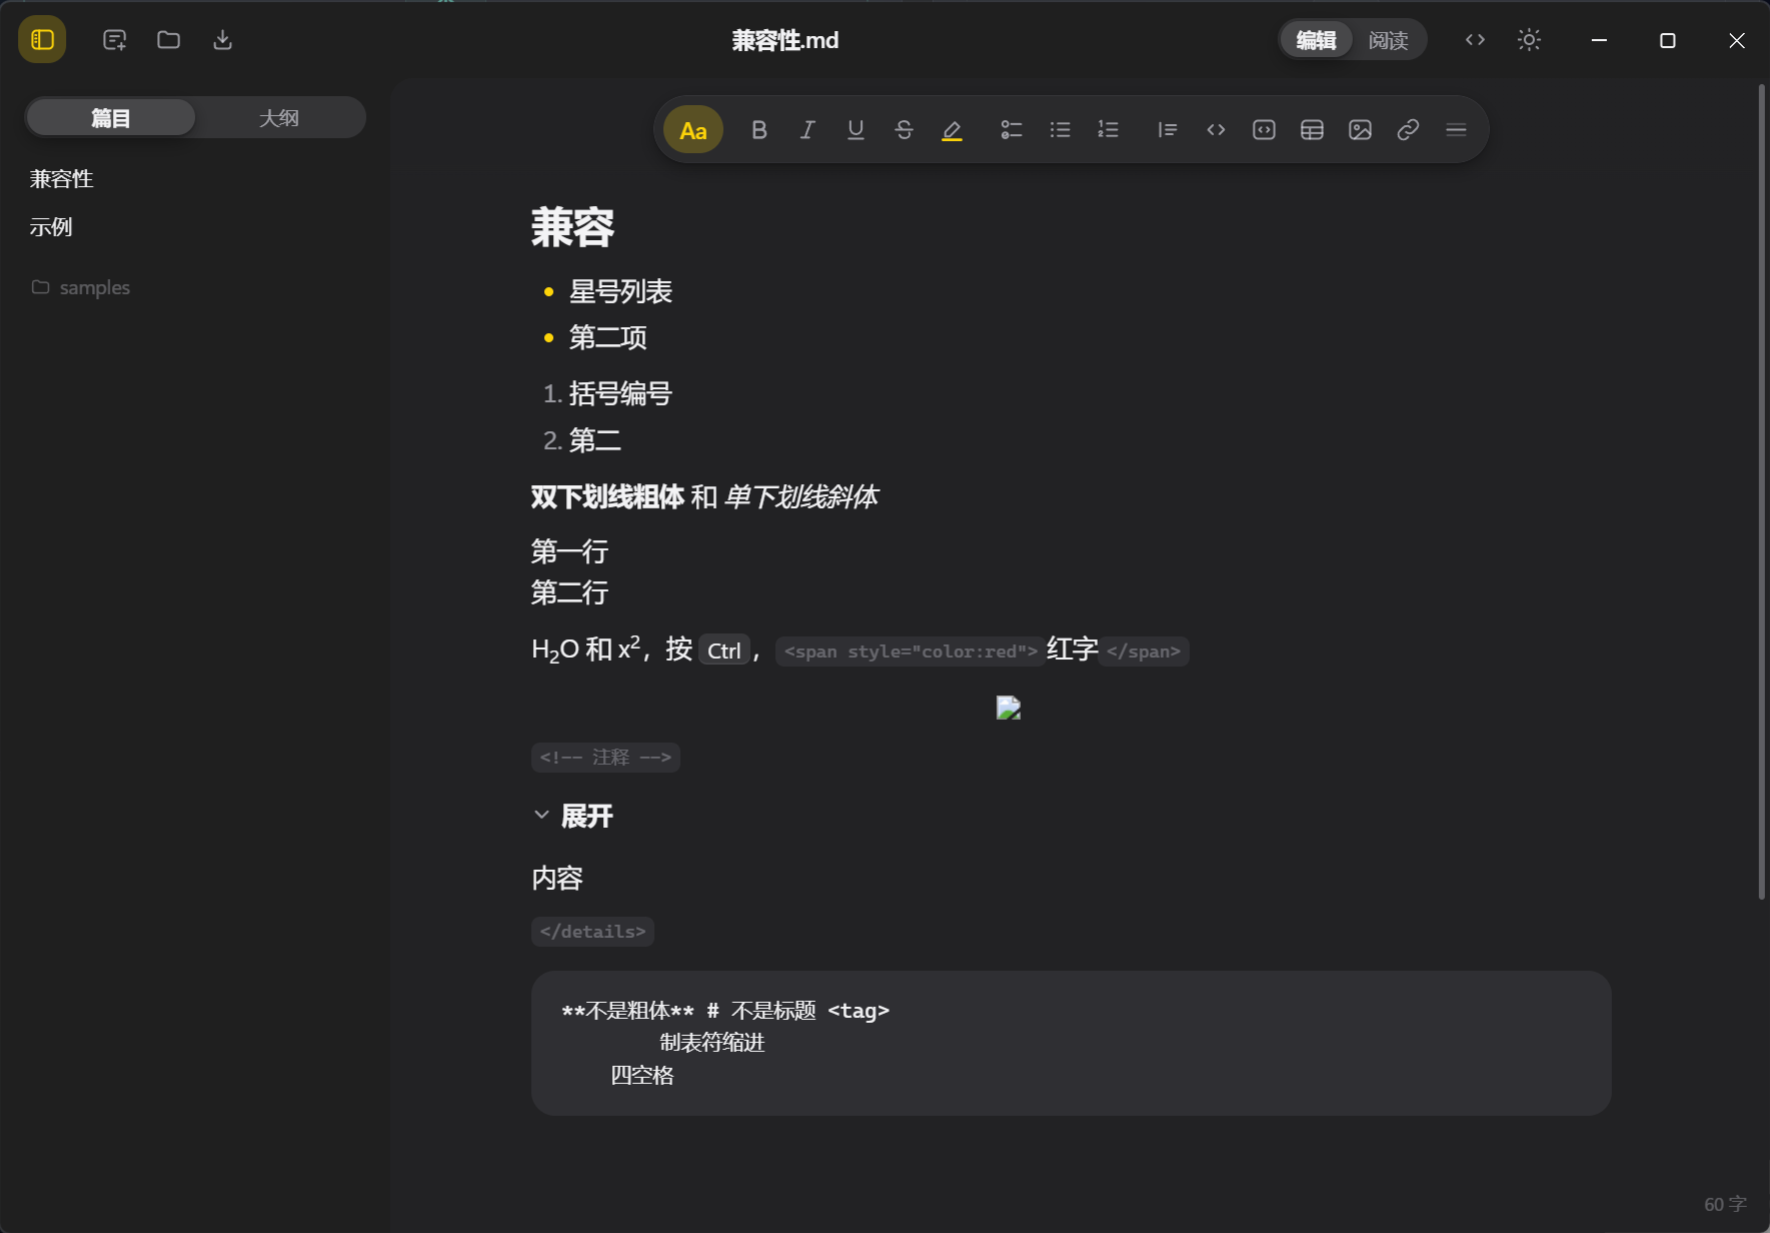 兼容性.md
编辑 阅读
篇目 大纲
Aa B I U S
兼容性
示例
samples
兼容
• 星号列表
• 第二项
1. 括号编号
2. 第二
双下划线粗体 和 单下划线斜体
第一行
第二行
H₂O 和 x²，按 Ctrl， <span style="color:red">红字</span>
<!-- 注释 -->
展开
内容
</details>
**不是粗体** # 不是标题 <tag>
制表符缩进
四空格
60 字